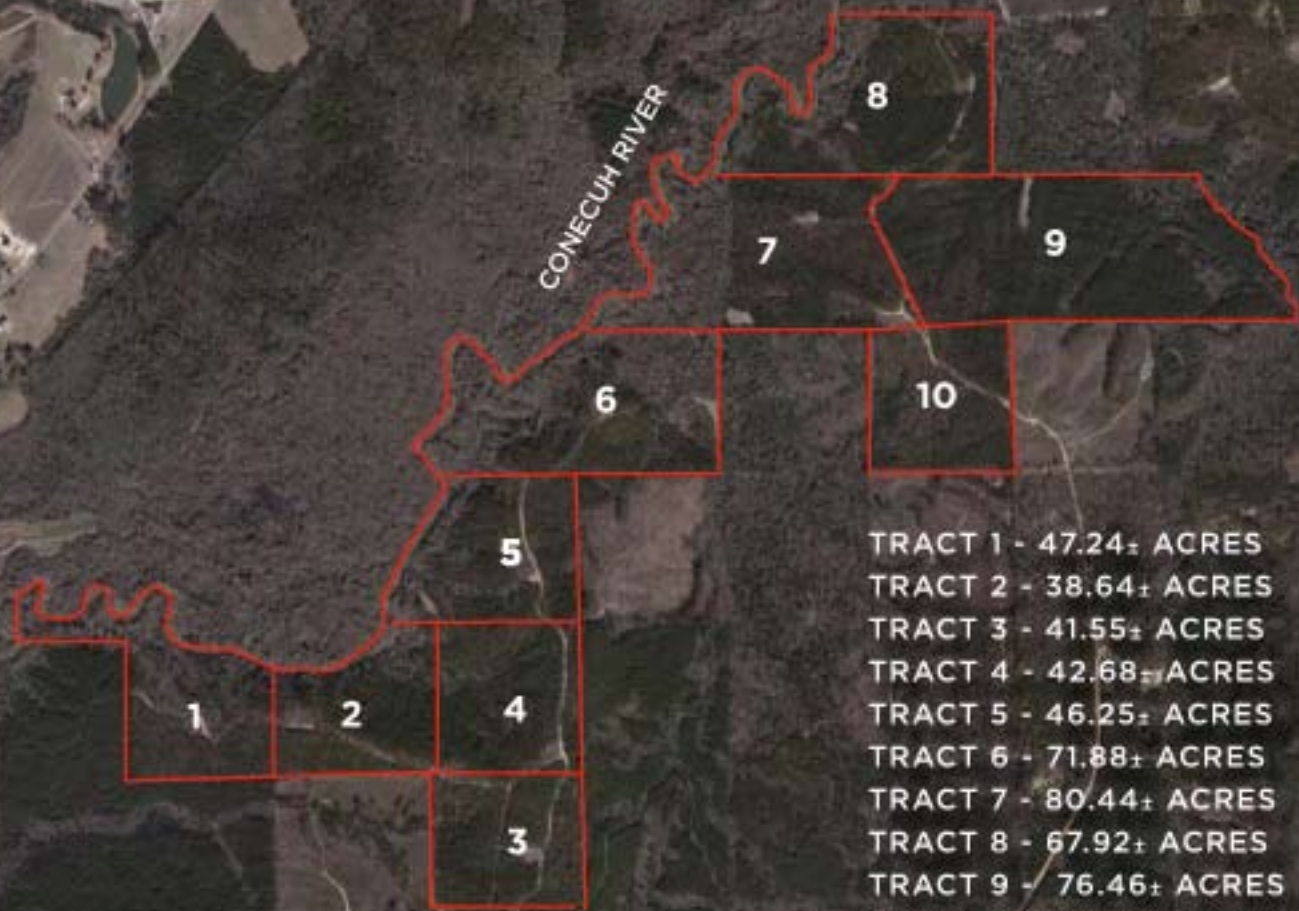 8
CONECUH RIVER
7
9
6
10
5
1
2
4
3
TRACT 1 - 47.24± ACRES
TRACT 2 - 38.64± ACRES
TRACT 3 - 41.55± ACRES
TRACT 4 - 42.68± ACRES
TRACT 5 - 46.25± ACRES
TRACT 6 - 71.88± ACRES
TRACT 7 - 80.44± ACRES
TRACT 8 - 67.92± ACRES
TRACT 9 - 76.46± ACRES